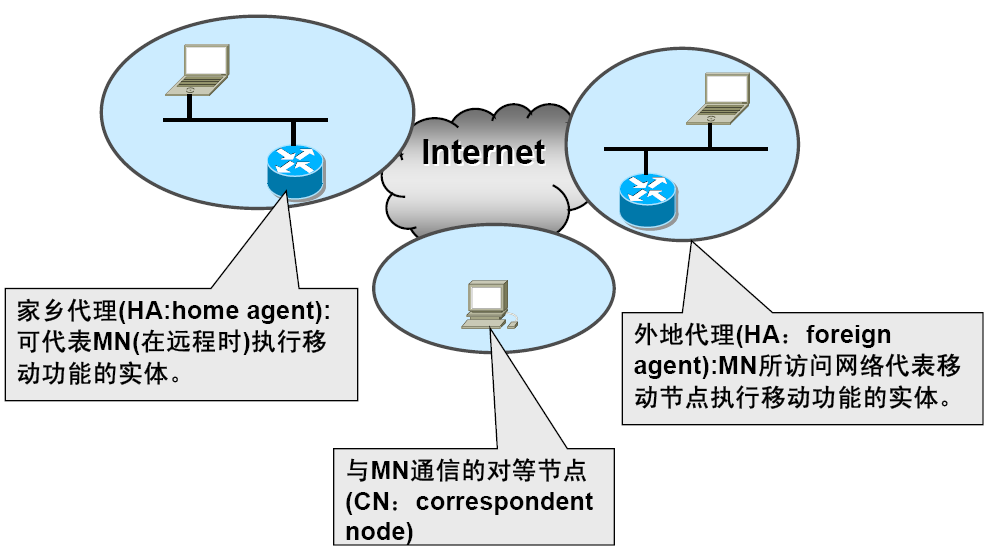 Internet
家乡代理(HA:home agent):
可代表MN(在远程时)执行移
动功能的实体。
外地代理(HA：foreign
agent):MN所访问网络代表移
动节点执行移动功能的实体。
与MN通信的对等节点
(CN：correspondent
node)